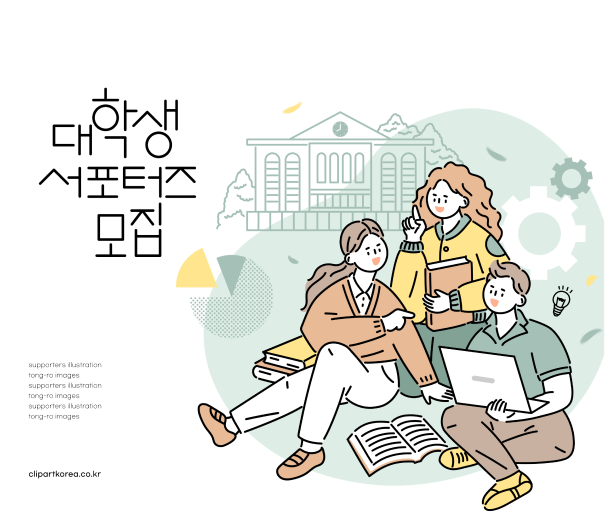 대학생
서포터즈
모집
supporters illustration
tong-ro images
supporters illustration
tong-ro images
supporters illustration
tong-ro images
clipartkorea.co.kr